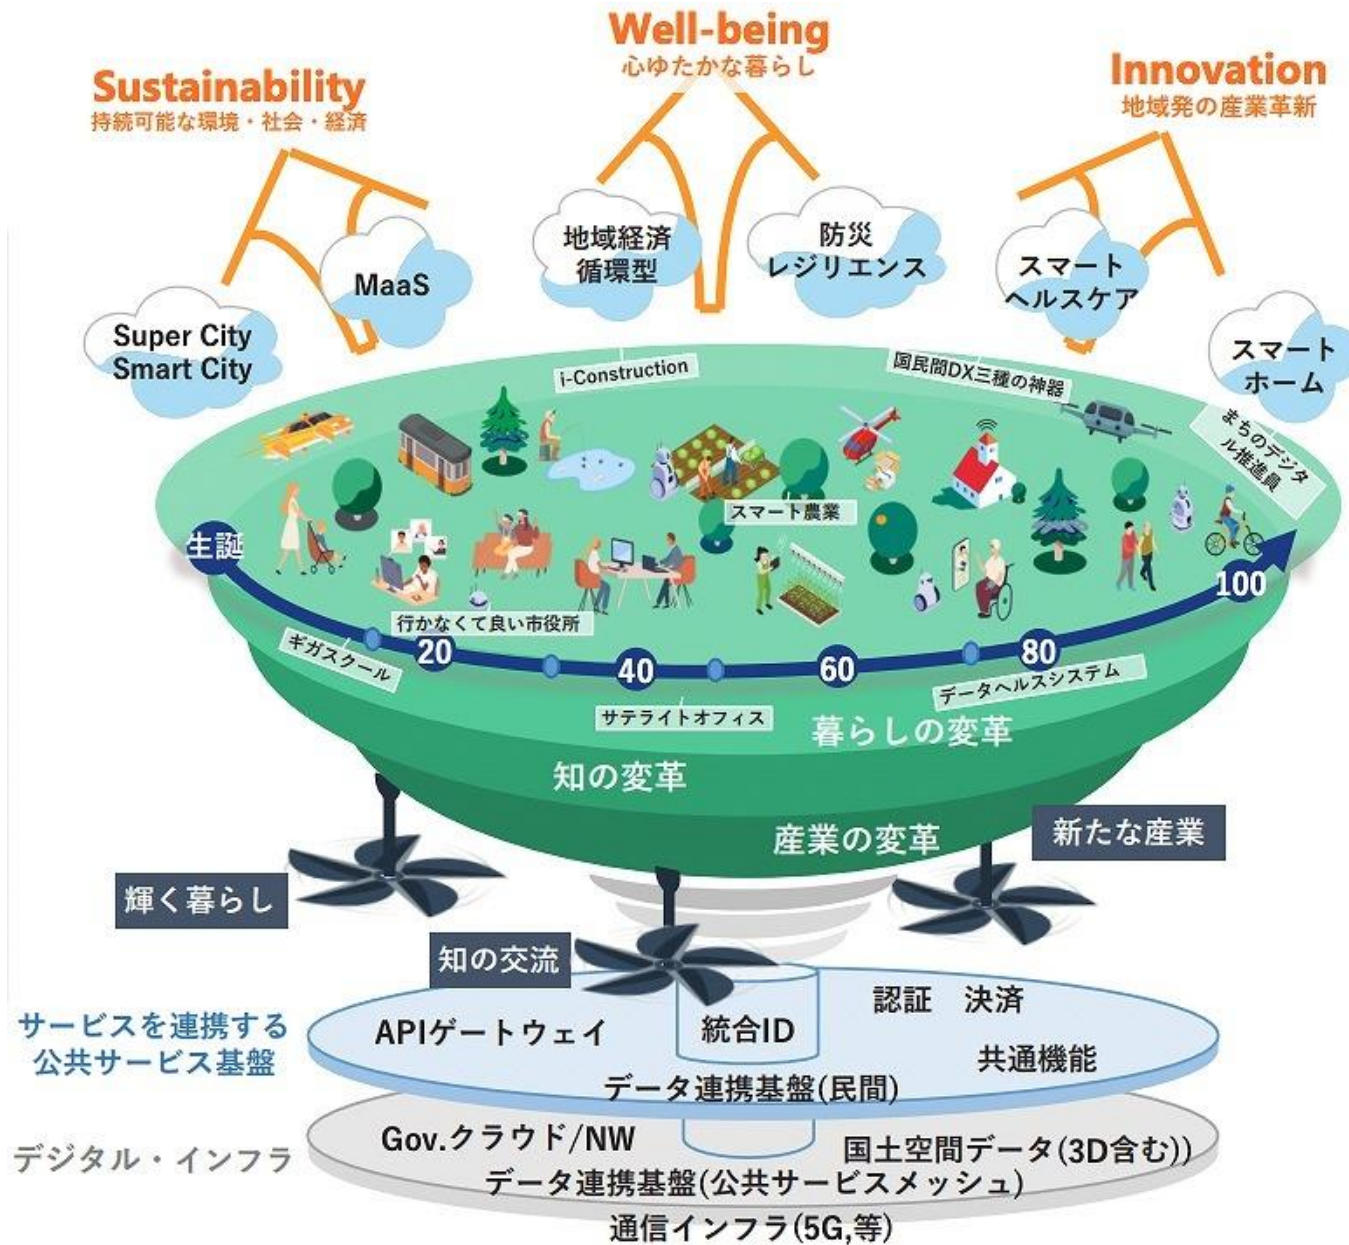 Well-being
心ゆたかな暮らし
Sustainability
持続可能な環境・社会・経済
Innovation
地域発の産業革新
地域経済
循環型
防災
レジリエンス
MaaS
スマート
ヘルスケア
Super City
Smart City
スマート
ホーム
i-Construction
国民間DX三種の神器
まちのデジタ
ル推進員
スマート農業
生誕
100
行かなくて良い市役所
ギガスクール
20
40
60
80
データヘルスシステム
サテライトオフィス
暮らしの変革
知の変革
産業の変革
新たな産業
輝く暮らし
知の交流
サービスを連携する
公共サービス基盤
APIゲートウェイ
統合ID
認証 決済
共通機能
データ連携基盤(民間)
デジタル・インフラ
Gov.クラウド/NW
国土空間データ(3D含む))
データ連携基盤(公共サービスメッシュ)
通信インフラ(5G,等)